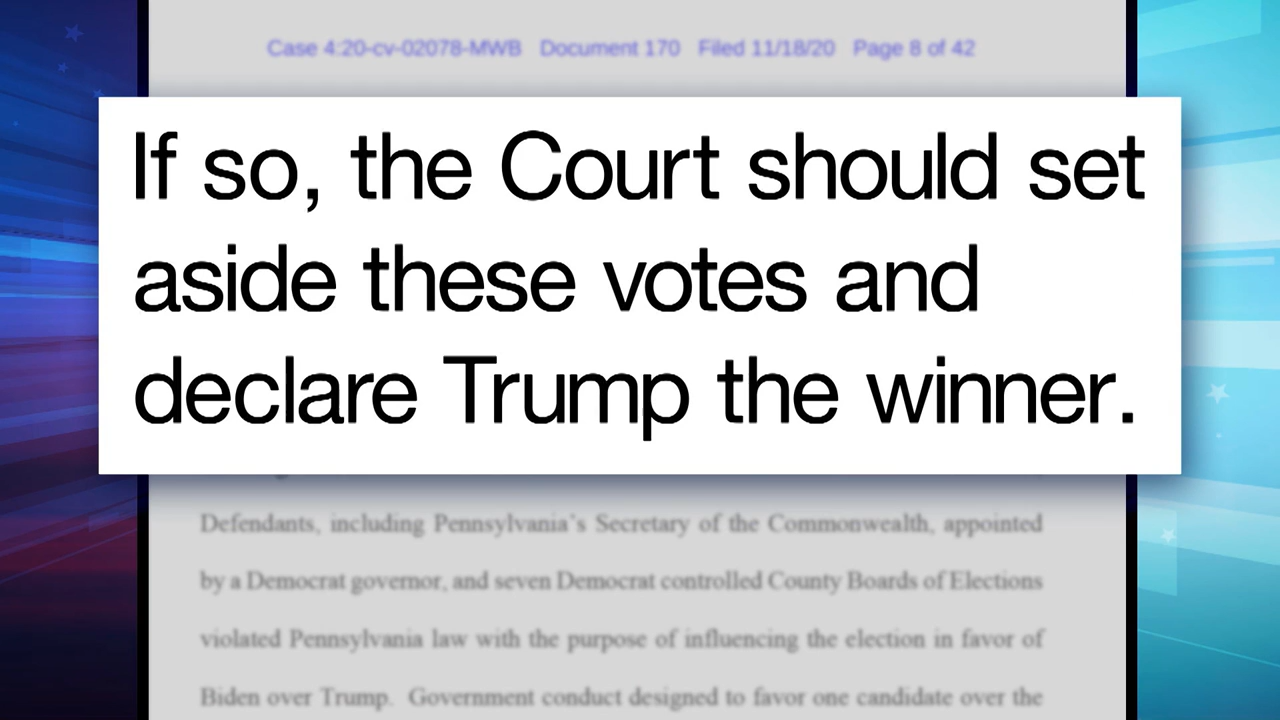 Case 4:20-cv-02078-MWB Document 170 Filed 11/18/20 Page 8 of 42
If so, the Court should set
aside these votes and
declare Trump the winner.
Defendants, including Pennsylvania's Secretary of the Commonwealth, appointed
by a Democrat governor, and seven Democrat controlled County Boards of Elections
violated Pennsylvania law with the purpose of influencing the election in favor of
Biden over Trump. Government conduct designed to favor one candidate over the